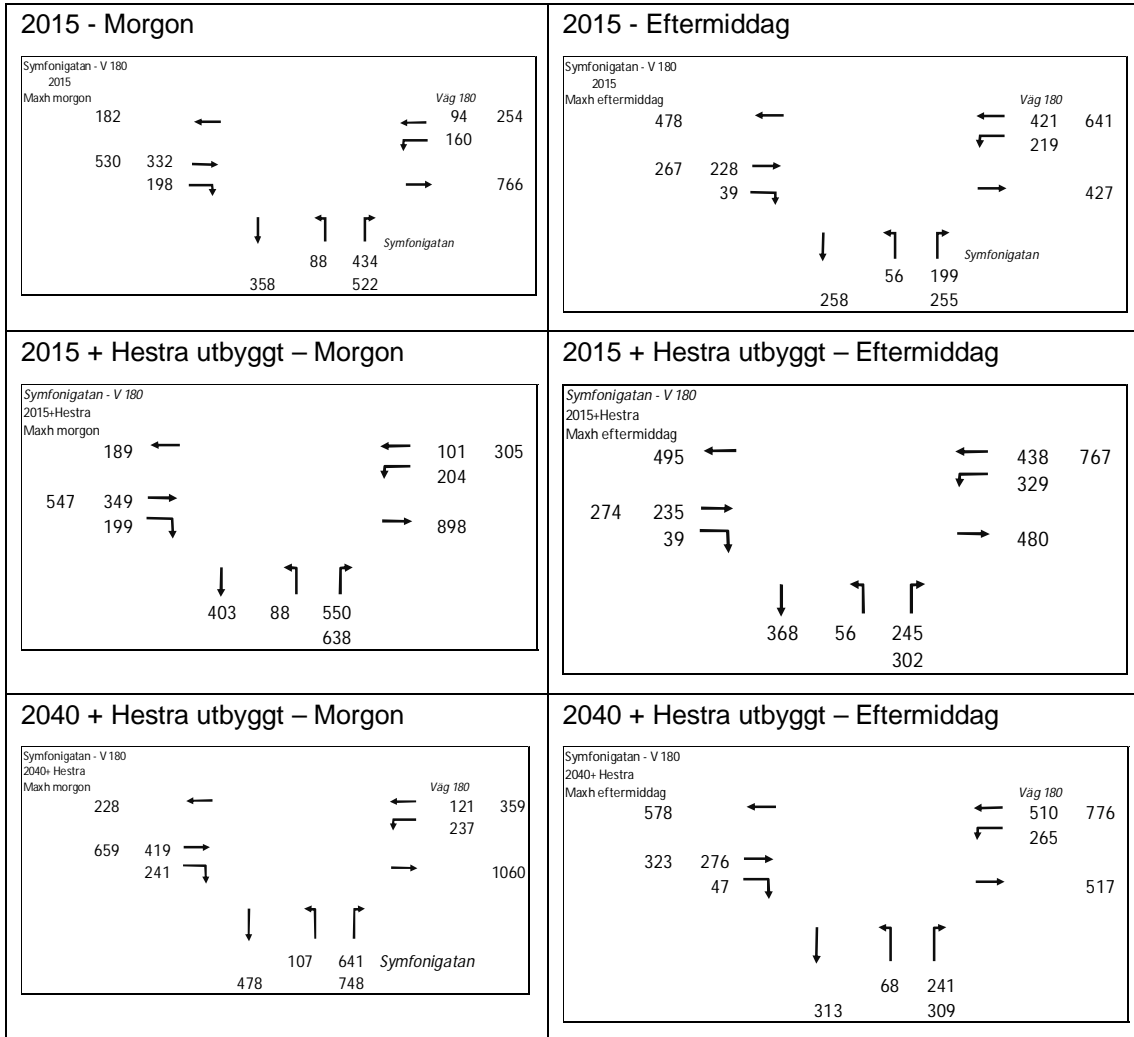 2015 - Morgon
Symfonigatan - V 180
2015
Maxh morgon
Väg 180
182 94 254
160
530 332
198 766
Symfonigatan
88 434
358 522
2015 - Eftermiddag
Symfonigatan - V 180
2015
Maxh eftermiddag
Väg 180
478 421 641
219
267 228
39 427
Symfonigatan
56 199
258 255
2015 + Hestra utbyggt – Morgon
Symfonigatan - V 180
2015+Hestra
Maxh morgon
189 101 305
204
547 349
199 898
403 88 550
638
2015 + Hestra utbyggt – Eftermiddag
Symfonigatan - V 180
2015+Hestra
Maxh eftermiddag
495 438 767
329
274 235
39 480
368 56 245
302
2040 + Hestra utbyggt – Morgon
Symfonigatan - V 180
2040+ Hestra
Maxh morgon
Väg 180
228 121 359
237
659 419
241 1060
107 641 Symfonigatan
478 748
2040 + Hestra utbyggt – Eftermiddag
Symfonigatan - V 180
2040+ Hestra
Maxh eftermiddag
Väg 180
578 510 776
265
323 276
47 517
68 241
313 309